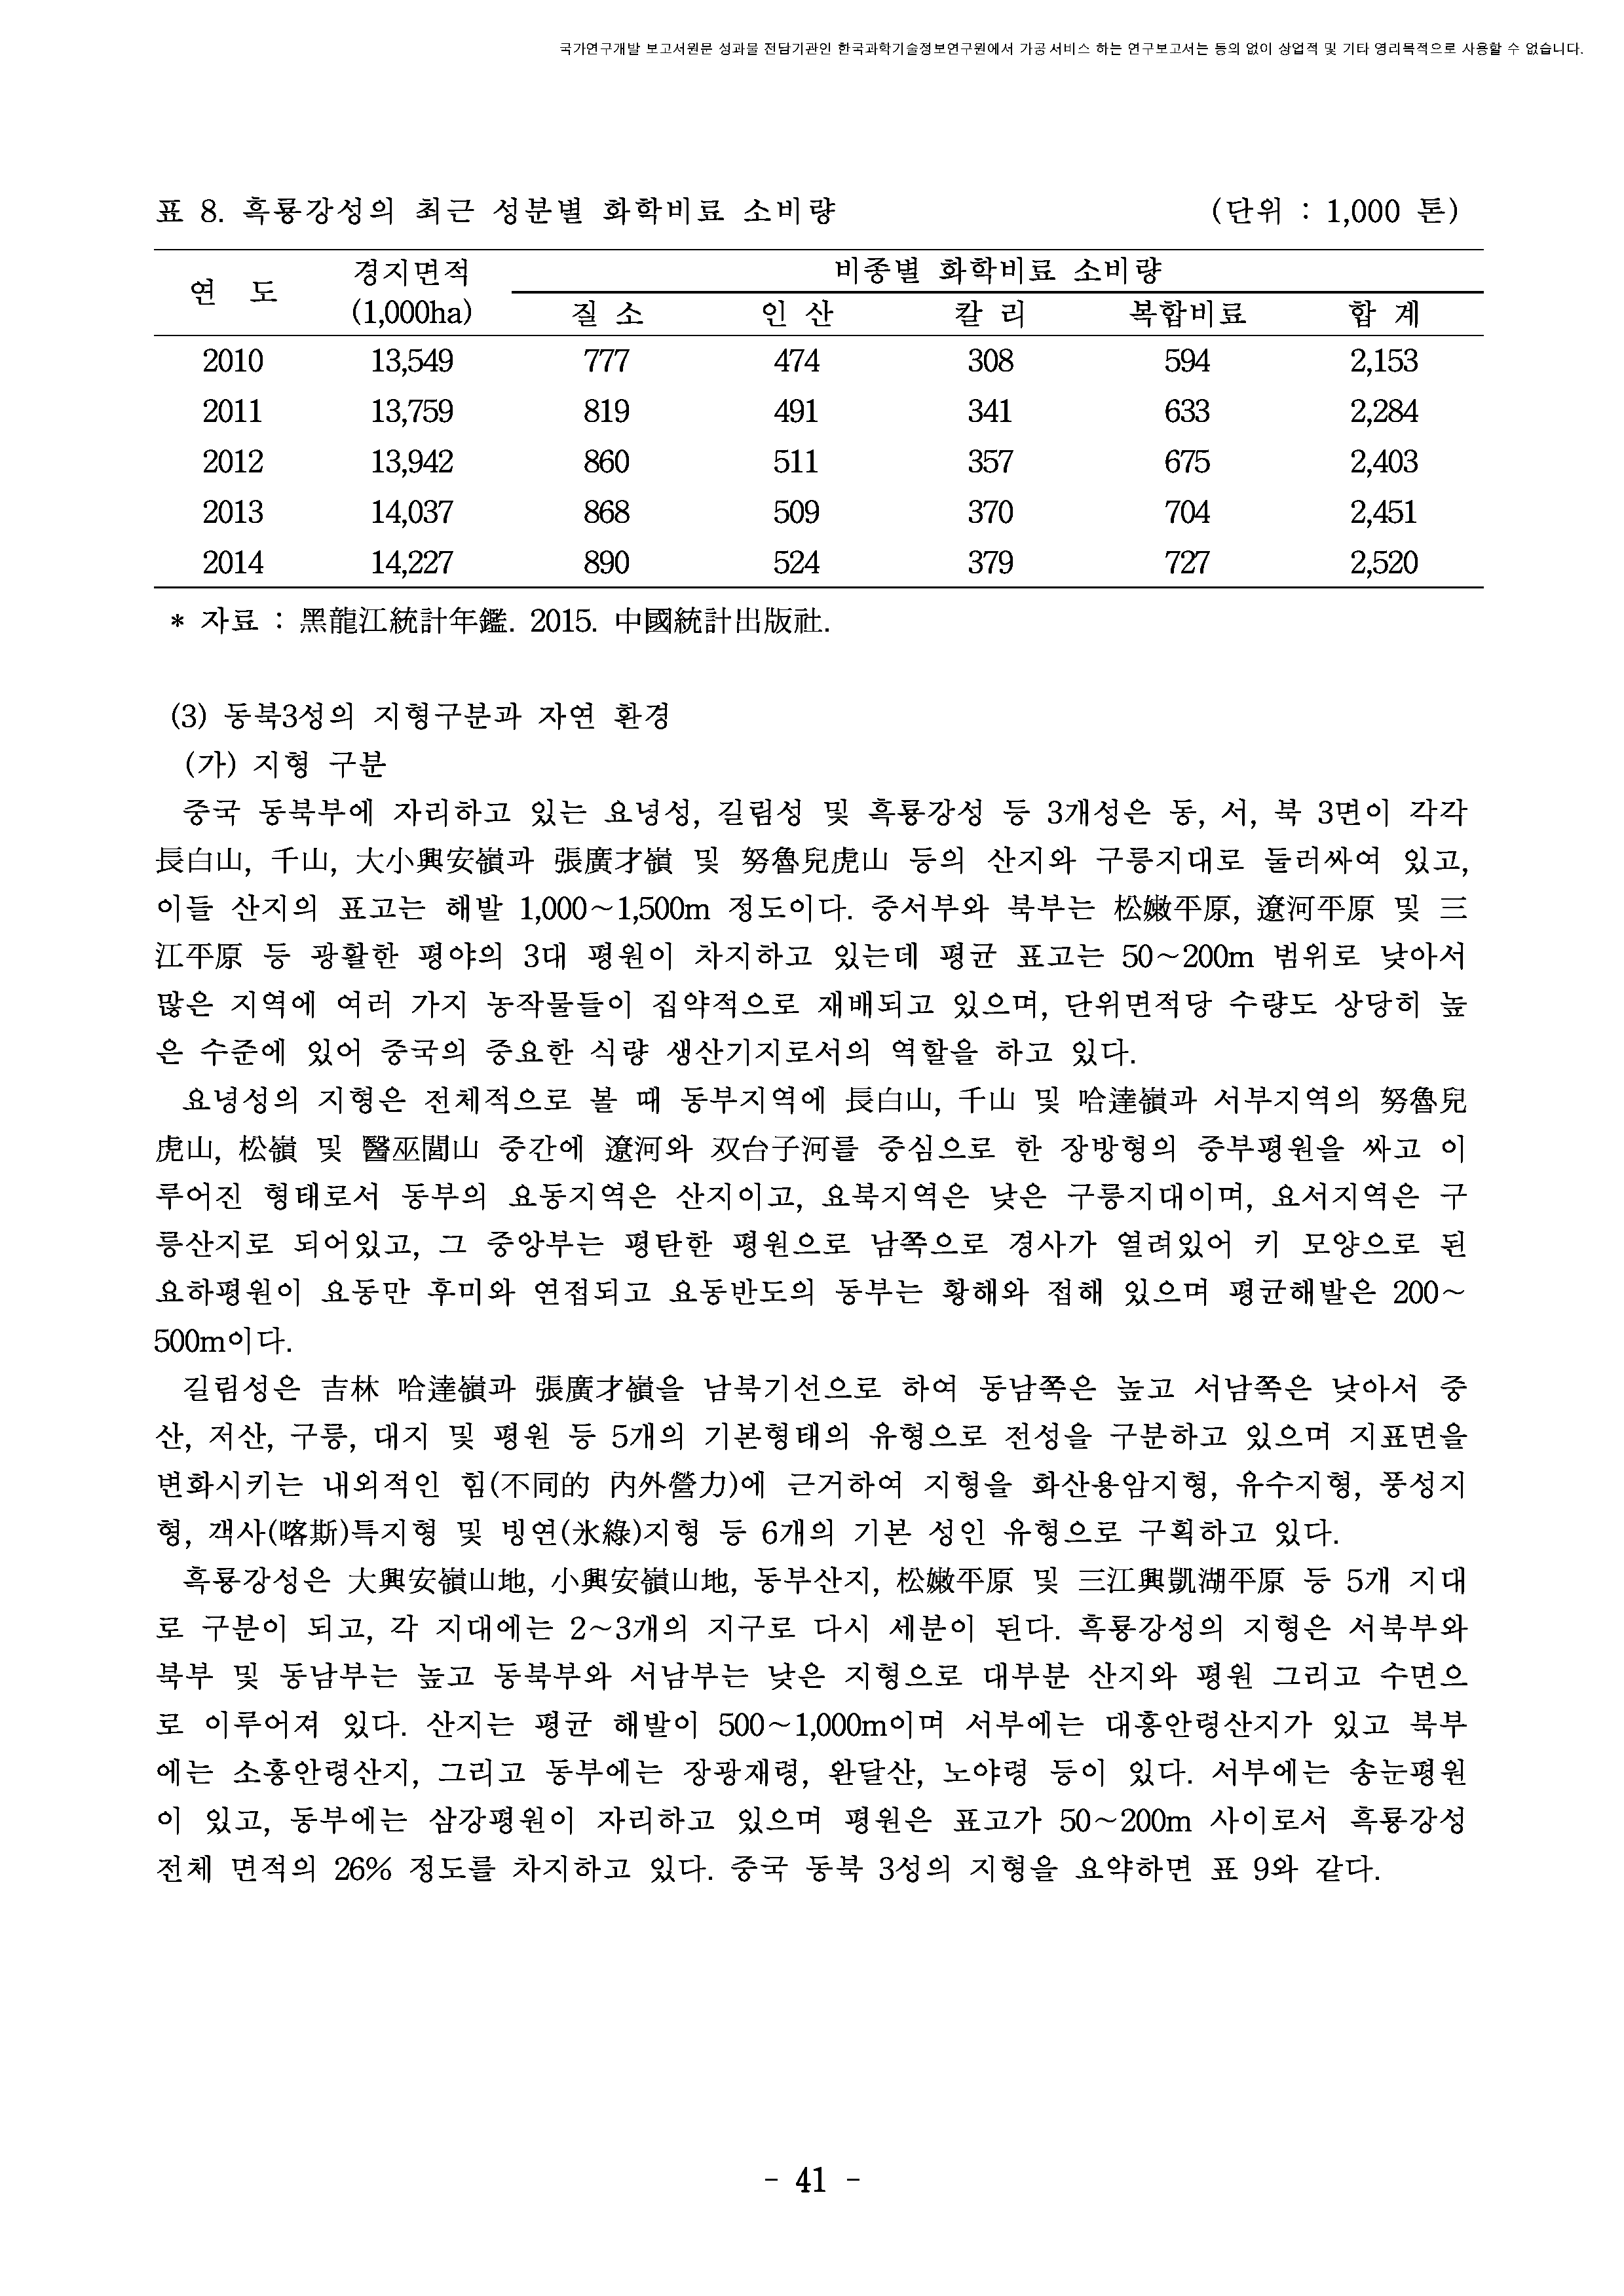 국가연구개발 보고서원문 성과물 전담기관인 한국과학기술정보연구원에서 가공·서비스 하는 연구보고서는 동의 없이 상업적 및 기타 영리목적으로 사용할 수 없습니다.
표 8. 흑룡강성의 최근 성분별 화학비료 소비량 (단위 : 1,000 톤)
연 도 경지면적 (1,000ha) 비종별 화학비료 소비량
질 소 인 산 칼 리 복합비료 합 계
2010 13,549 777 474 308 594 2,153
2011 13,759 819 491 341 633 2,284
2012 13,942 860 511 357 675 2,403
2013 14,037 868 509 370 704 2,451
2014 14,227 890 524 379 727 2,520
* 자료 : 黑龍江統計年鑑. 2015. 中國統計出版社.
(3) 동북3성의 지형구분과 자연 환경
(가) 지형 구분
중국 동북부에 자리하고 있는 요녕성, 길림성 및 흑룡강성 등 3개성은 동, 서, 북 3면이 각각
長白山, 千山, 大小興安嶺과 張廣才嶺 및 努魯兒虎山 등의 산지와 구릉지대로 둘러싸여 있고,
이들 산지의 표고는 해발 1,000~1,500m 정도이다. 중서부와 북부는 松嫩平原, 遼河平原 및 三
江平原 등 광활한 평야의 3대 평원이 차지하고 있는데 평균 표고는 50~200m 범위로 낮아서
많은 지역에 여러 가지 농작물들이 집약적으로 재배되고 있으며, 단위면적당 수량도 상당히 높
은 수준에 있어 중국의 중요한 식량 생산기지로서의 역할을 하고 있다.
요녕성의 지형은 전체적으로 볼 때 동부지역에 長白山, 千山 및 哈達嶺과 서부지역의 努魯兒
虎山, 松嶺 및 醫巫閭山 중간에 遼河와 双台子河를 중심으로 한 장방형의 중부평원을 싸고 이
루어진 형태로서 동부의 요동지역은 산지이고, 요북지역은 낮은 구릉지대이며, 요서지역은 구
릉산지로 되어있고, 그 중앙부는 평탄한 평원으로 남쪽으로 경사가 열려있어 키 모양으로 된
요하평원이 요동만 후미와 연접되고 요동반도의 동부는 황해와 접해 있으며 평균해발은 200~
500m이다.
길림성은 吉林 哈達嶺과 張廣才嶺을 남북기선으로 하여 동남쪽은 높고 서남쪽은 낮아서 중
산, 저산, 구릉, 대지 및 평원 등 5개의 기본형태의 유형으로 전성을 구분하고 있으며 지표면을
변화시키는 내외적인 힘(不同的 內外營力)에 근거하여 지형을 화산용암지형, 유수지형, 풍성지
형, 객사(喀斯)특지형 및 빙연(氷綠)지형 등 6개의 기본 성인 유형으로 구획하고 있다.
흑룡강성은 大興安嶺山地, 小興安嶺山地, 동부산지, 松嫩平原 및 三江興凱湖平原 등 5개 지대
로 구분이 되고, 각 지대에는 2~3개의 지구로 다시 세분이 된다. 흑룡강성의 지형은 서북부와
북부 및 동남부는 높고 동북부와 서남부는 낮은 지형으로 대부분 산지와 평원 그리고 수면으
로 이루어져 있다. 산지는 평균 해발이 500~1,000m이며 서부에는 대흥안령산지가 있고 북부
에는 소흥안령산지, 그리고 동부에는 장광재령, 완달산, 노야령 등이 있다. 서부에는 송눈평원
이 있고, 동부에는 삼강평원이 자리하고 있으며 평원은 표고가 50~200m 사이로서 흑룡강성
전체 면적의 26% 정도를 차지하고 있다. 중국 동북 3성의 지형을 요약하면 표 9와 같다.
- 41 -